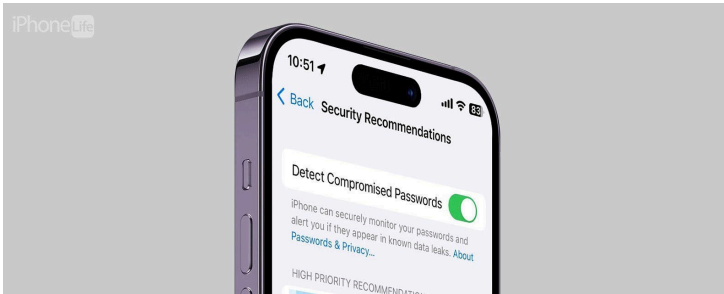 iPhoneLife
10:51
83
Back Security Recommendations
Detect Compromised Passwords
iPhone can securely monitor your passwords and
alert you if they appear in known data leaks. About
Passwords & Privacy...
HIGH PRIORITY RECOMMENDATIONS